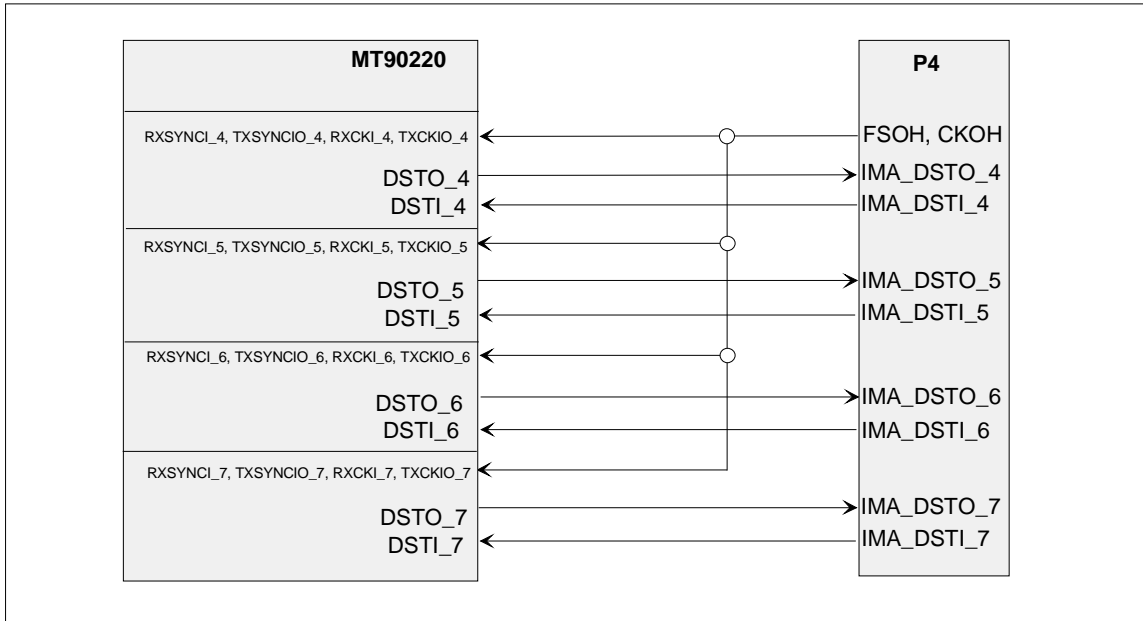 MT90220
P4
RXSYNCI_4, TXSYNCIO_4, RXCKI_4, TXCKIO_4
FSOH, CKOH
DSTO_4
IMA_DSTO_4
DSTI_4
IMA_DSTI_4
RXSYNCI_5, TXSYNCIO_5, RXCKI_5, TXCKIO_5
DSTO_5
IMA_DSTO_5
DSTI_5
IMA_DSTI_5
RXSYNCI_6, TXSYNCIO_6, RXCKI_6, TXCKIO_6
DSTO_6
IMA_DSTO_6
DSTI_6
IMA_DSTI_6
RXSYNCI_7, TXSYNCIO_7, RXCKI_7, TXCKIO_7
DSTO_7
IMA_DSTO_7
DSTI_7
IMA_DSTI_7